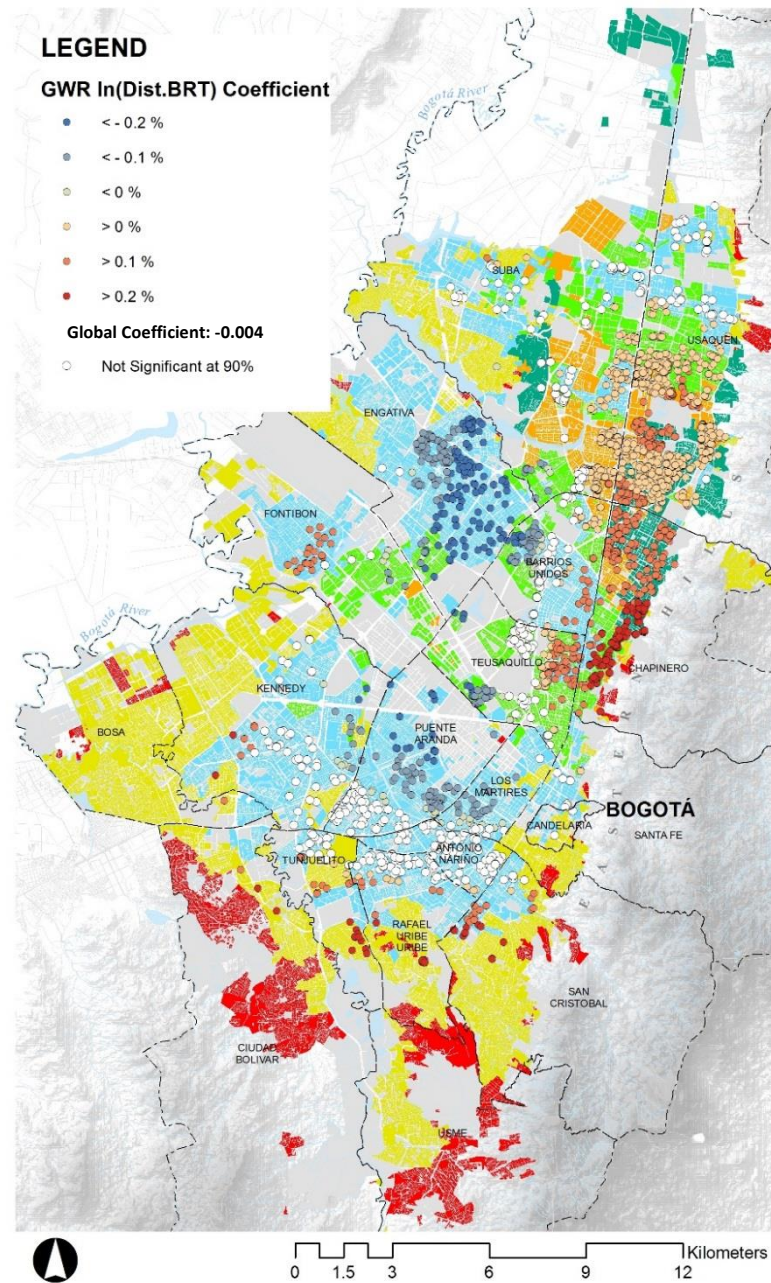 LEGEND
GWR ln(Dist.BRT) Coefficient
< - 0.2 %
< - 0.1 %
< 0 %
> 0 %
> 0.1 %
> 0.2 %
Global Coefficient: -0.004
Not Significant at 90%
Bogotá River
SUBA
USAQUEN
ENGATIVA
FONTIBON
BARRIOS
UNIDOS
EASTERN HILLS
Bogotá River
TEUSAQUILLO
CHAPINERO
KENNEDY
BOSA
PUENTE
ARANDA
LOS
MARTIRES
BOGOTÁ
CANDELARIA
SANTA FE
ANTONIO
NARIÑO
TUNJUELITO
RAFAEL
URIBE
URIBE
SAN
CRISTOBAL
CIUDAD
BOLIVAR
USME
Kilometers
0 1.5 3 6 9 12